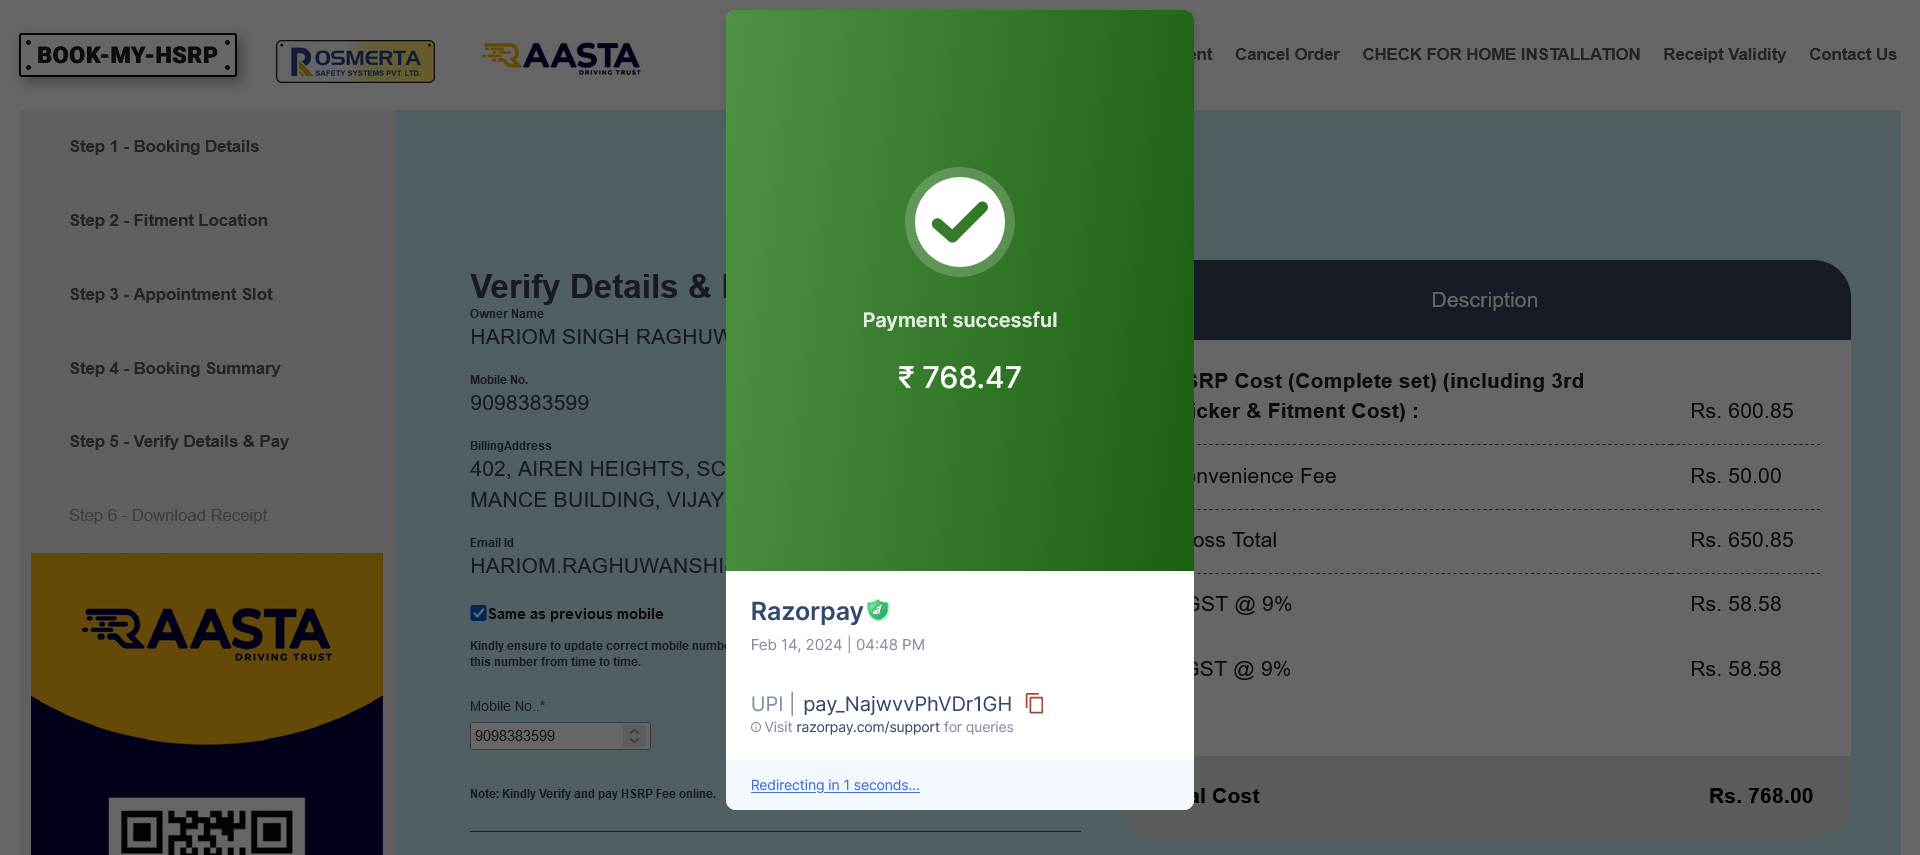 BOOK-MY-HSRP
ROSMERTA
SAFETY SYSTEMS PVT. LTD.
RAASTA
DRIVING TRUST
Cancel Order
CHECK FOR HOME INSTALLATION
Receipt Validity
Contact Us
Step 1 - Booking Details
Step 2 - Fitment Location
Step 3 - Appointment Slot
Step 4 - Booking Summary
Step 5 - Verify Details & Pay
Step 6 - Download Receipt
RAASTA
DRIVING TRUST
Verify Details &
Owner Name
HARIOM SINGH RAGHUW
Mobile No.
9098383599
BillingAddress
402, AIREN HEIGHTS, SC
MANCE BUILDING, VIJAY
Email Id
HARIOM.RAGHUWANSHI
Same as previous mobile
Kindly ensure to update correct mobile numbe
this number from time to time.
Mobile No..*
9098383599
Note: Kindly Verify and pay HSRP Fee online.
Payment successful
₹ 768.47
Razorpay
Feb 14, 2024 | 04:48 PM
UPI | pay_NajwvvPhVDr1GH
Visit razorpay.com/support for queries
Redirecting in 1 seconds...
Description
SRP Cost (Complete set) (including 3rd
icker & Fitment Cost) :
Rs. 600.85
onvenience Fee
Rs. 50.00
oss Total
Rs. 650.85
GST @ 9%
Rs. 58.58
GST @ 9%
Rs. 58.58
al Cost
Rs. 768.00